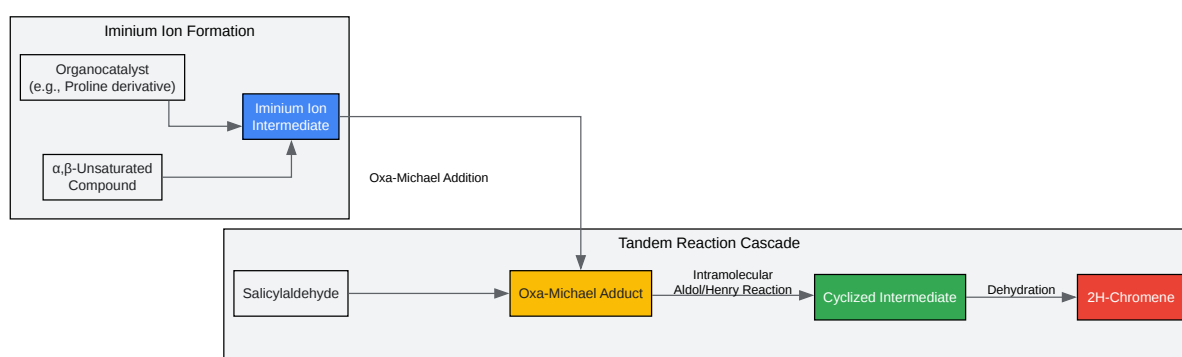 Iminium Ion Formation
Organocatalyst
(e.g., Proline derivative)
Iminium Ion
Intermediate
α,β-Unsaturated
Compound
Oxa-Michael Addition
Tandem Reaction Cascade
Salicylaldehyde
Oxa-Michael Adduct
Intramolecular
Aldol/Henry Reaction
Cyclized Intermediate
Dehydration
2H-Chromene